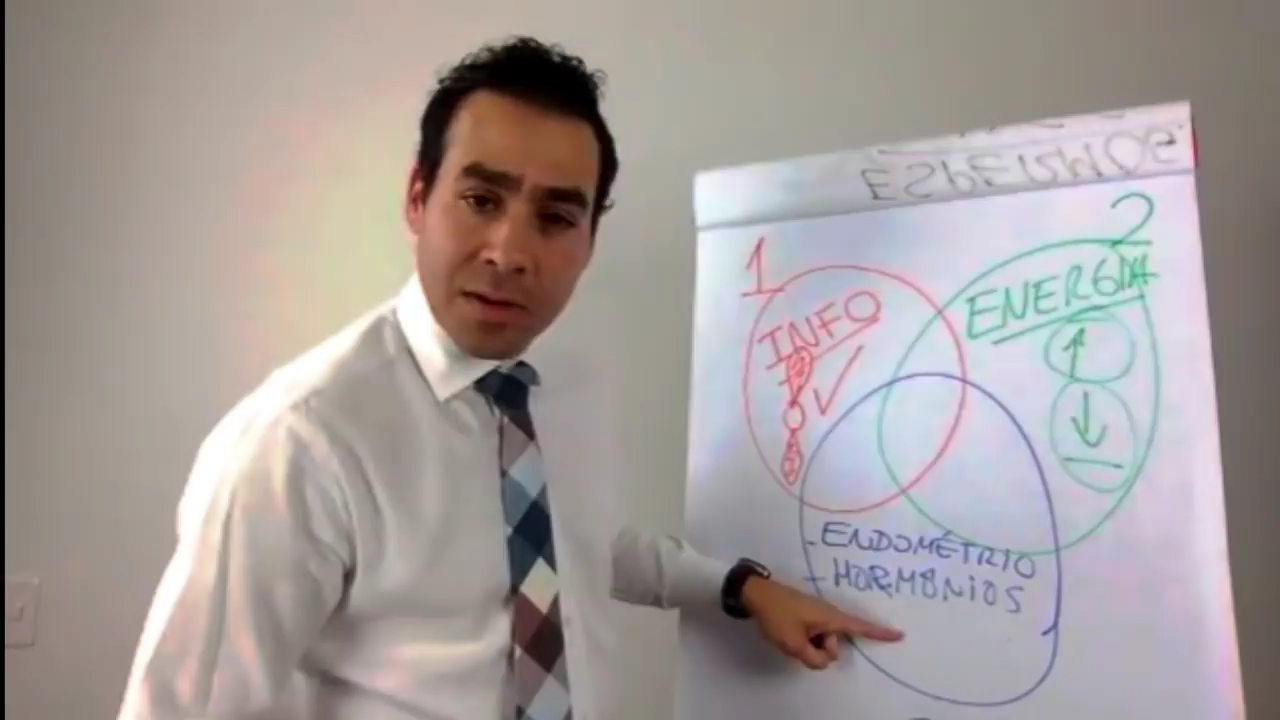 1
INFO
2
ENERGIA
- ENDOMÉTRIO
- HORMÔNIOS